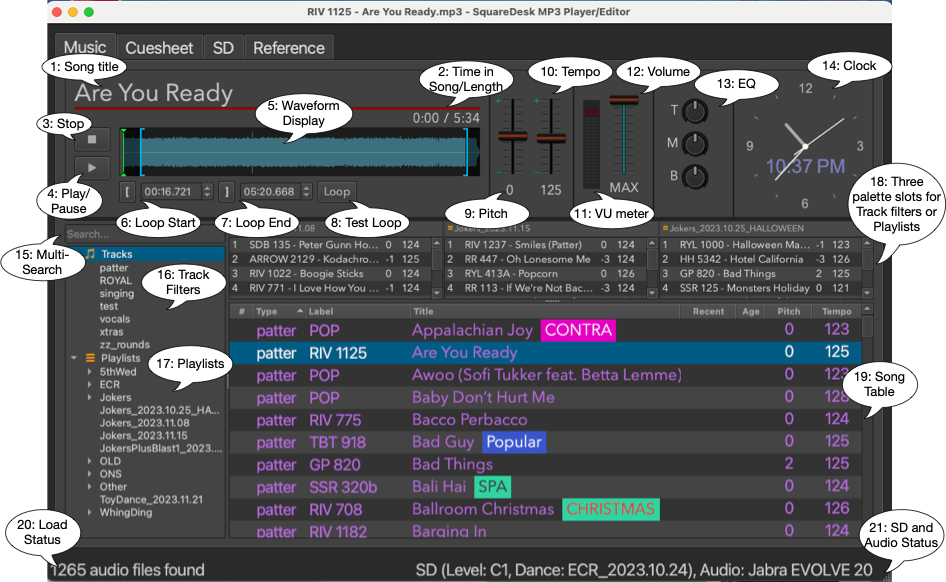 RIV 1125 - Are You Ready.mp3 - SquareDesk MP3 Player/Editor
Music Cuesheet SD Reference
1: Song title
2: Time in Song/Length
10: Tempo
12: Volume
13: EQ
14: Clock
Are You Ready
0:00 / 5:34
3: Stop
5: Waveform Display
T
M
B
12
3
6
9
10:37 PM
4: Play/ Pause
[ 00:16.721 ] 05:20.668 Loop
0 125 MAX
6: Loop Start
7: Loop End
8: Test Loop
9: Pitch
11: VU meter
18: Three palette slots for Track filters or Playlists
Search...
15: Multi-Search
.11.08
Jokers_2023.11.15
Jokers_2023.10.25_HALLOWEEN
1 SDB 135 - Peter Gunn Ho... 0 124
2 ARROW 2129 - Kodachro... -1 125
3 RIV 1022 - Boogie Sticks 0 124
4 RIV 771 - I Love How You ... -1 124
1 RIV 1237 - Smiles (Patter) 0 124
2 RR 447 - Oh Lonesome Me -3 124
3 RYL 413A - Popcorn 0 126
4 RR 113 - If We're Not Bac... -3 124
1 RYL 1000 - Halloween Ma... -1 123
2 HH 5342 - Hotel California -3 126
3 GP 820 - Bad Things 2 125
4 SSR 125 - Monsters Holiday 0 121
Tracks
patter
ROYAL
singing
test
vocals
xtras
zz_rounds
16: Track Filters
Playlists
5thWed
ECR
Jokers
Jokers_2023.10.25_HA...
Jokers_2023.11.08
Jokers_2023.11.15
JokersPlusBlast1_2023....
OLD
ONS
Other
ToyDance_2023.11.21
WhingDing
17: Playlists
# Type Label Title Recent Age Pitch Tempo
patter POP Appalachian Joy CONTRA 0 123
patter RIV 1125 Are You Ready 0 125
patter POP Awoo (Sofi Tukker feat. Betta Lemme) 0 123
patter POP Baby Don't Hurt Me 0 128
patter RIV 775 Bacco Perbacco 0 124
patter TBT 918 Bad Guy Popular 0 125
patter GP 820 Bad Things 2 125
patter SSR 320b Bali Hai SPA 0 124
patter RIV 708 Ballroom Christmas CHRISTMAS 0 126
patter RIV 1182 Barging In 0 124
19: Song Table
20: Load Status
21: SD and Audio Status
1265 audio files found
SD (Level: C1, Dance: ECR_2023.10.24), Audio: Jabra EVOLVE 20